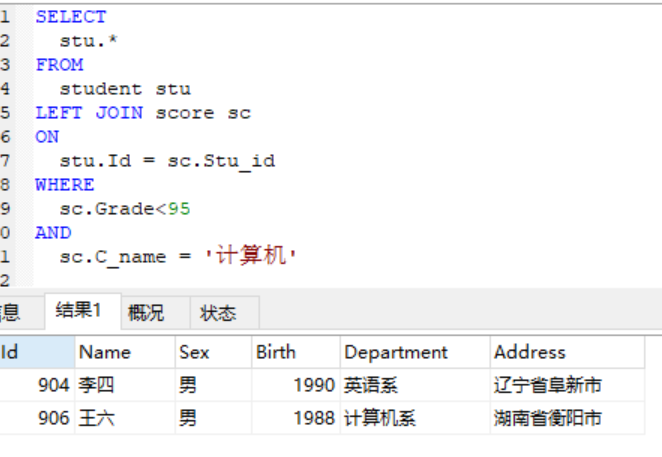 1 SELECT
2 stu.*
3 FROM
4 student stu
5 LEFT JOIN score sc
6 ON
7 stu.Id = sc.Stu_id
8 WHERE
9 sc.Grade<95
0 AND
1 sc.C_name = '计算机'
2
息 结果1 概况 状态
Id Name Sex Birth Department Address
904 李四 男 1990 英语系 辽宁省阜新市
906 王六 男 1988 计算机系 湖南省衡阳市